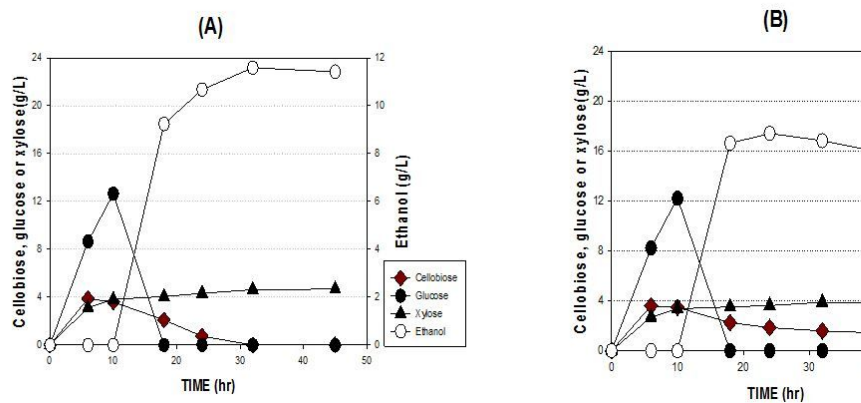 (A)
Cellobiose, glucose or xylose(g/L)
24
20
16
12
8
4
0
0 10 20 30 40 50
TIME (hr)
12
10
8
6
4
2
0
Ethanol (g/L)
Cellobiose
Glucose
Xylose
Ethanol
(B)
Cellobiose, glucose or xylose(g/L)
24
20
16
12
8
4
0
0 10 20 30
TIME (hr)